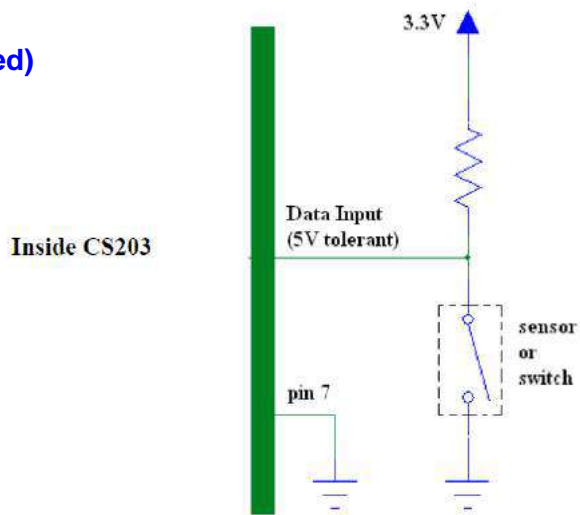 ed)
3.3V
Data Input
(5V tolerant)
Inside CS203
sensor
or
switch
pin 7